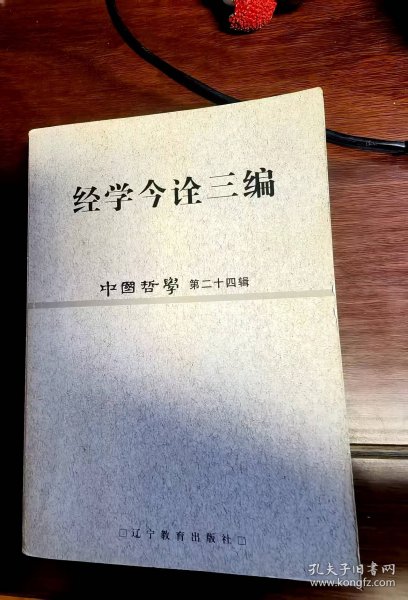 经学今诠三编
中國哲學 第二十四辑
辽宁教育出版社
孔夫子旧书网
www.kongfz.com